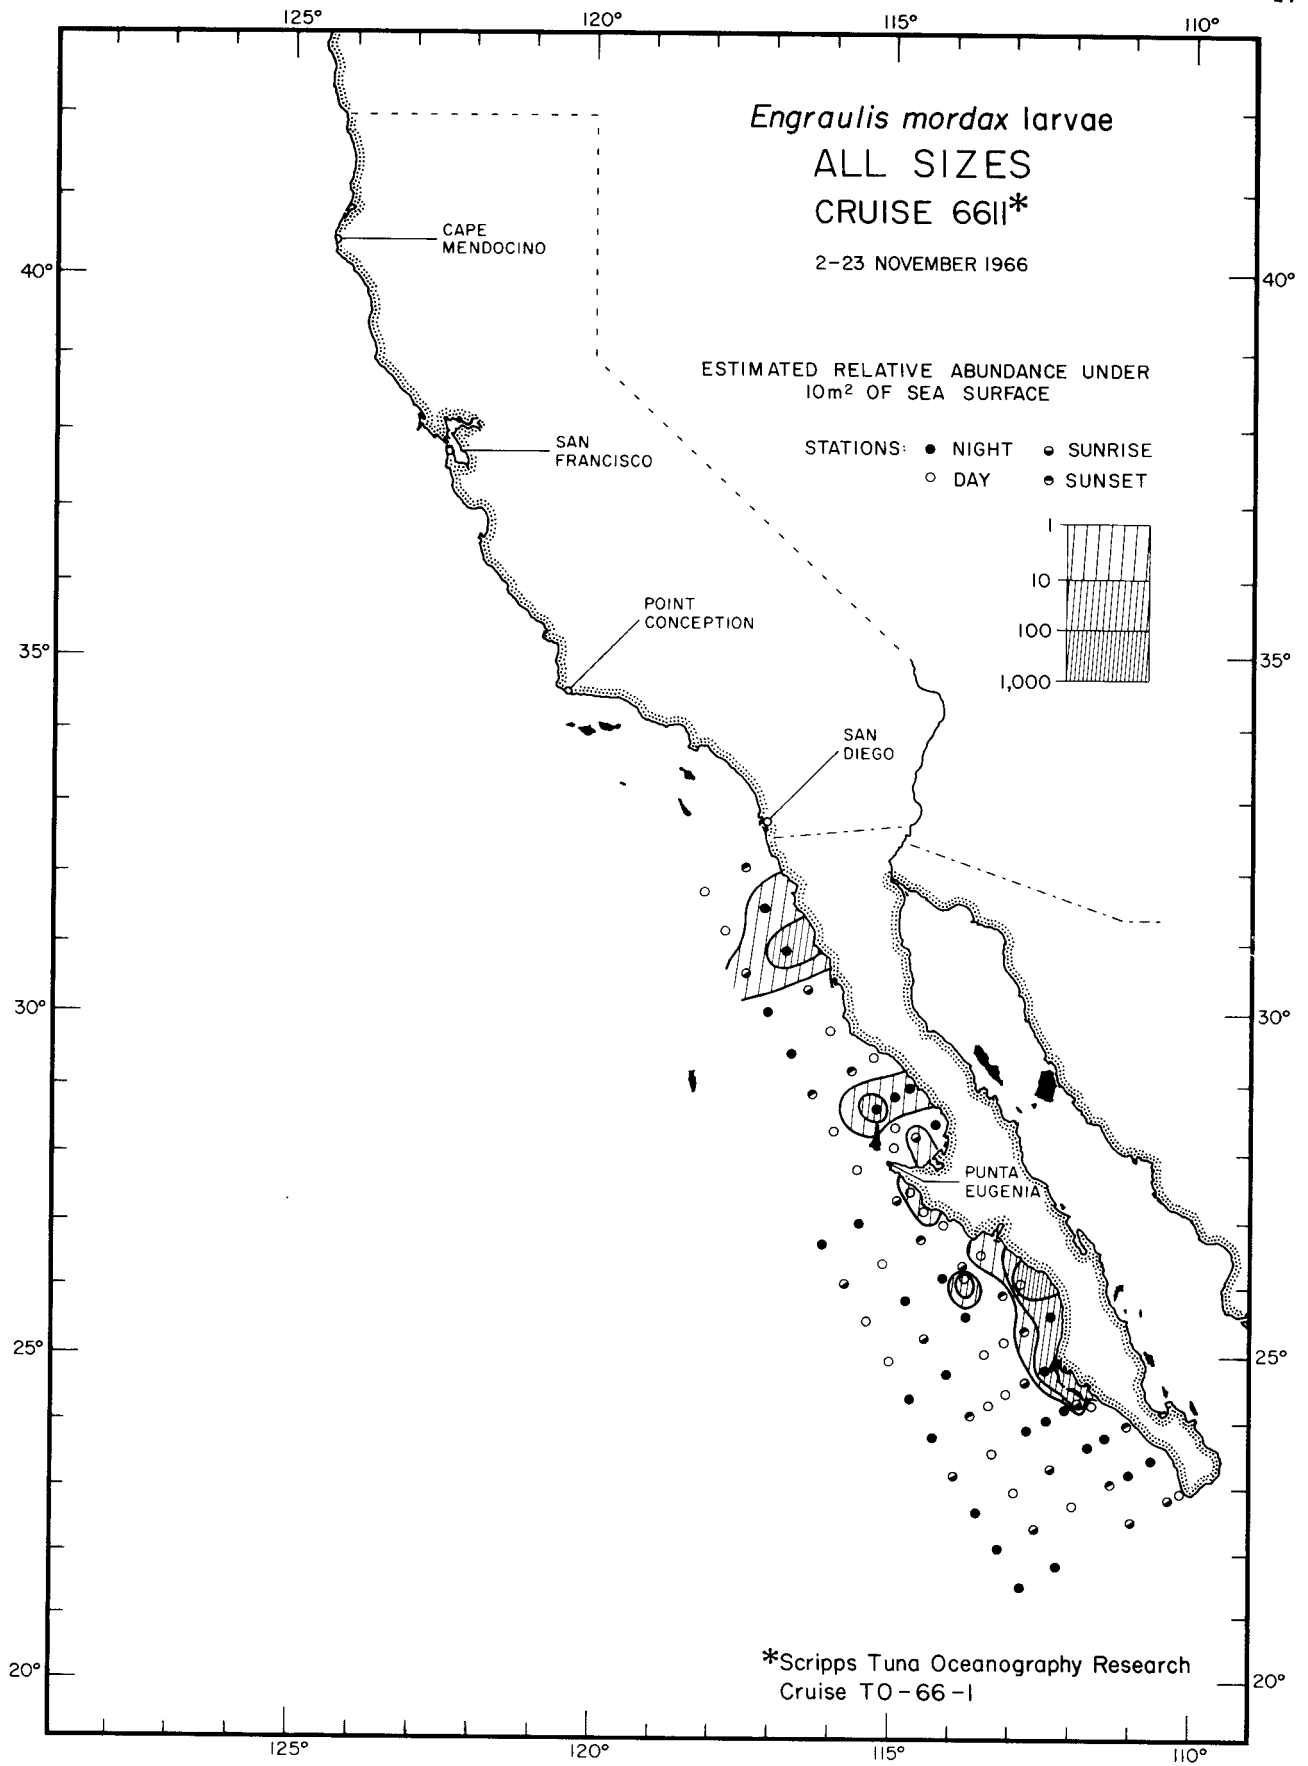 125° 120° 115° 110°
Engraulis mordax larvae
ALL SIZES
CRUISE 6611*
2-23 NOVEMBER 1966
CAPE
MENDOCINO
40° 40°
ESTIMATED RELATIVE ABUNDANCE UNDER
10m² OF SEA SURFACE
STATIONS: ● NIGHT ◒ SUNRISE
○ DAY ◓ SUNSET
SAN
FRANCISCO
1
10
100
1,000
POINT
CONCEPTION
35° 35°
SAN
DIEGO
30° 30°
PUNTA
EUGENIA
25° 25°
20° 20°
*Scripps Tuna Oceanography Research
Cruise TO-66-1
125° 120° 115° 110°